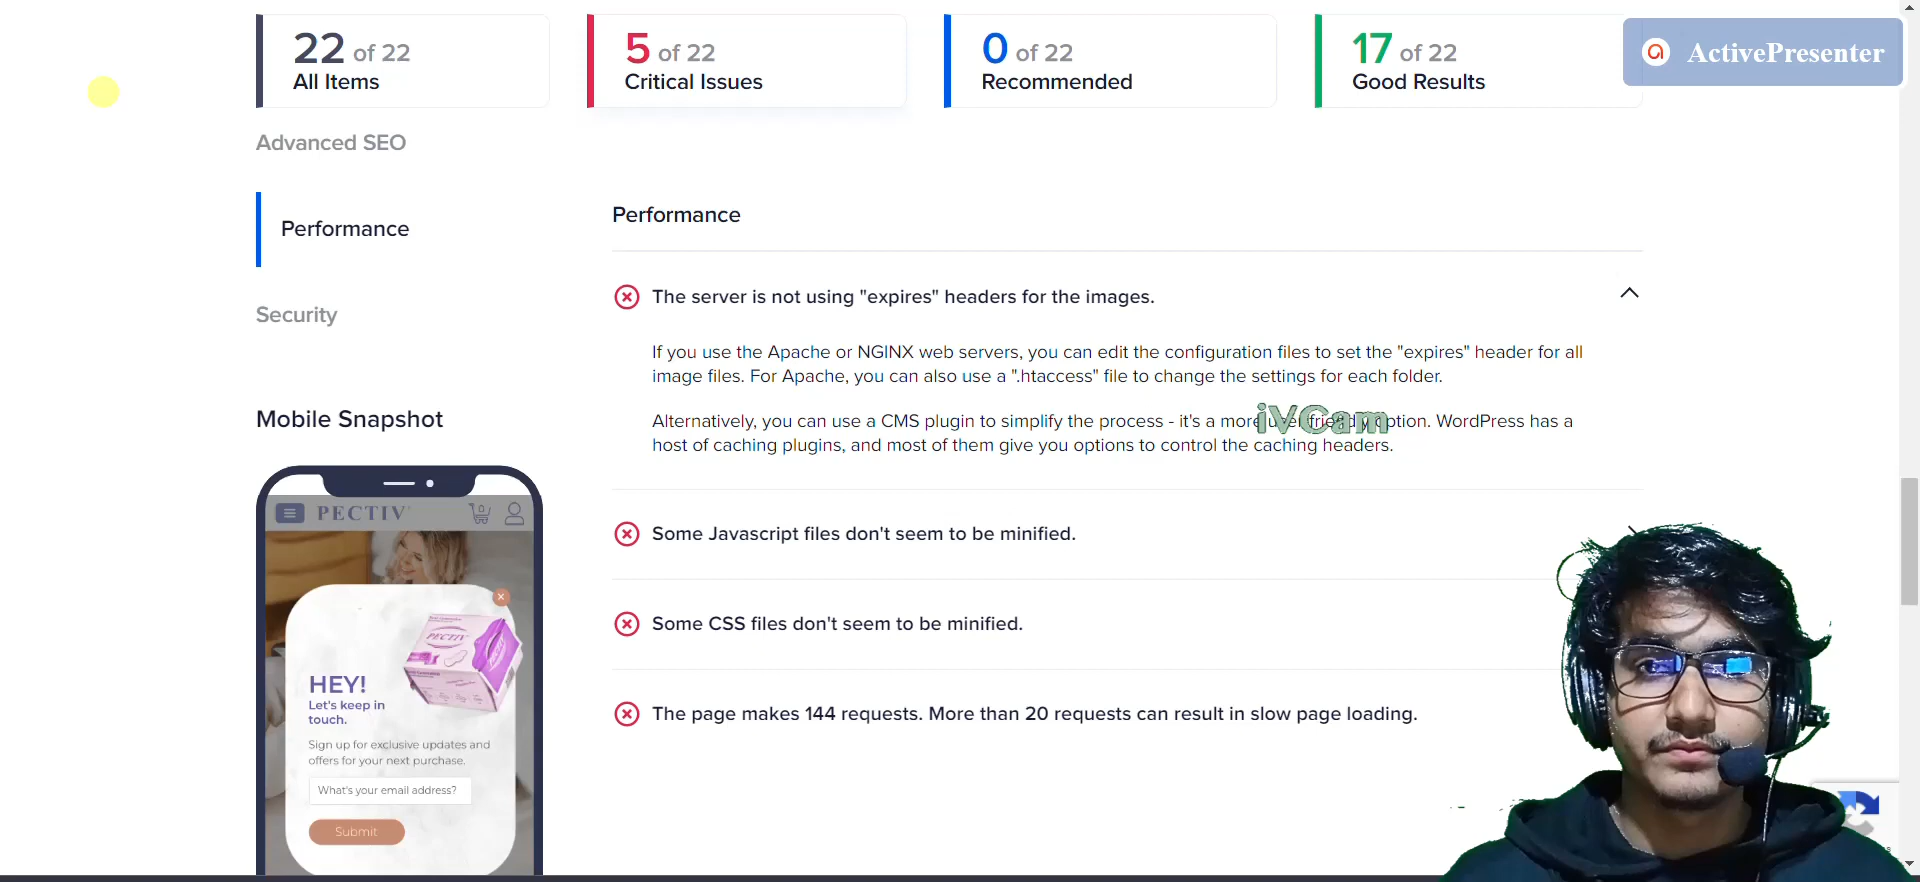 22 of 22
All Items
5 of 22
Critical Issues
0 of 22
Recommended
17 of 22
Good Results
ActivePresenter
Advanced SEO
Performance
Security
Performance
The server is not using "expires" headers for the images.
If you use the Apache or NGINX web servers, you can edit the configuration files to set the "expires" header for all
image files. For Apache, you can also use a ".htaccess" file to change the settings for each folder.
Alternatively, you can use a CMS plugin to simplify the process - it's a more user-friendly option. WordPress has a
host of caching plugins, and most of them give you options to control the caching headers.
iVCam
Some Javascript files don't seem to be minified.
Some CSS files don't seem to be minified.
The page makes 144 requests. More than 20 requests can result in slow page loading.
Mobile Snapshot
PECTIV
0
PECTIV
HEY!
Let's keep in
touch.
Sign up for exclusive updates and
offers for your next purchase.
What's your email address?
Submit